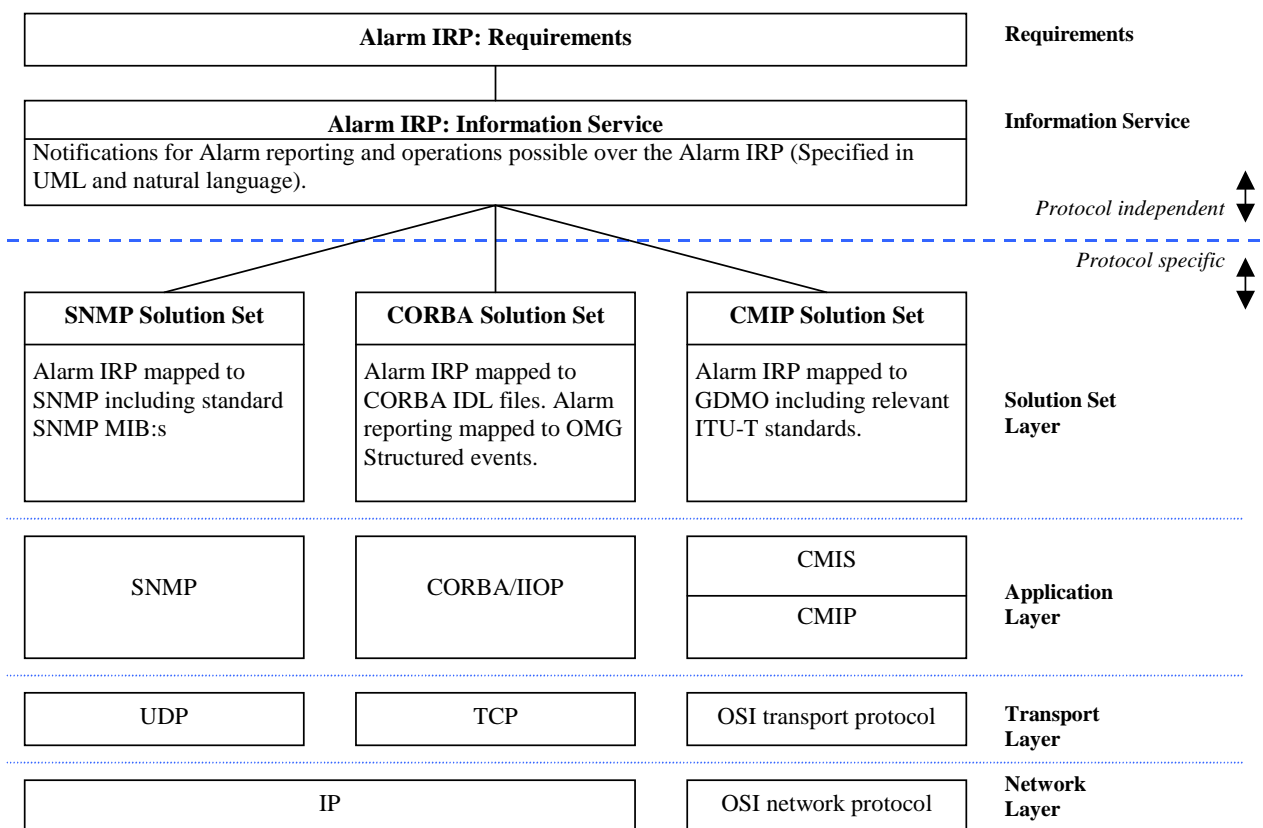 Alarm IRP: Requirements
Requirements
Alarm IRP: Information Service
Information Service
Notifications for Alarm reporting and operations possible over the Alarm IRP (Specified in
UML and natural language).
Protocol independent
Protocol specific
SNMP Solution Set
CORBA Solution Set
CMIP Solution Set
Alarm IRP mapped to
SNMP including standard
SNMP MIB:s
Alarm IRP mapped to
CORBA IDL files. Alarm
reporting mapped to OMG
Structured events.
Alarm IRP mapped to
GDMO including relevant
ITU-T standards.
Solution Set
Layer
SNMP
CORBA/IIOP
CMIS
CMIP
Application
Layer
UDP
TCP
OSI transport protocol
Transport
Layer
IP
OSI network protocol
Network
Layer